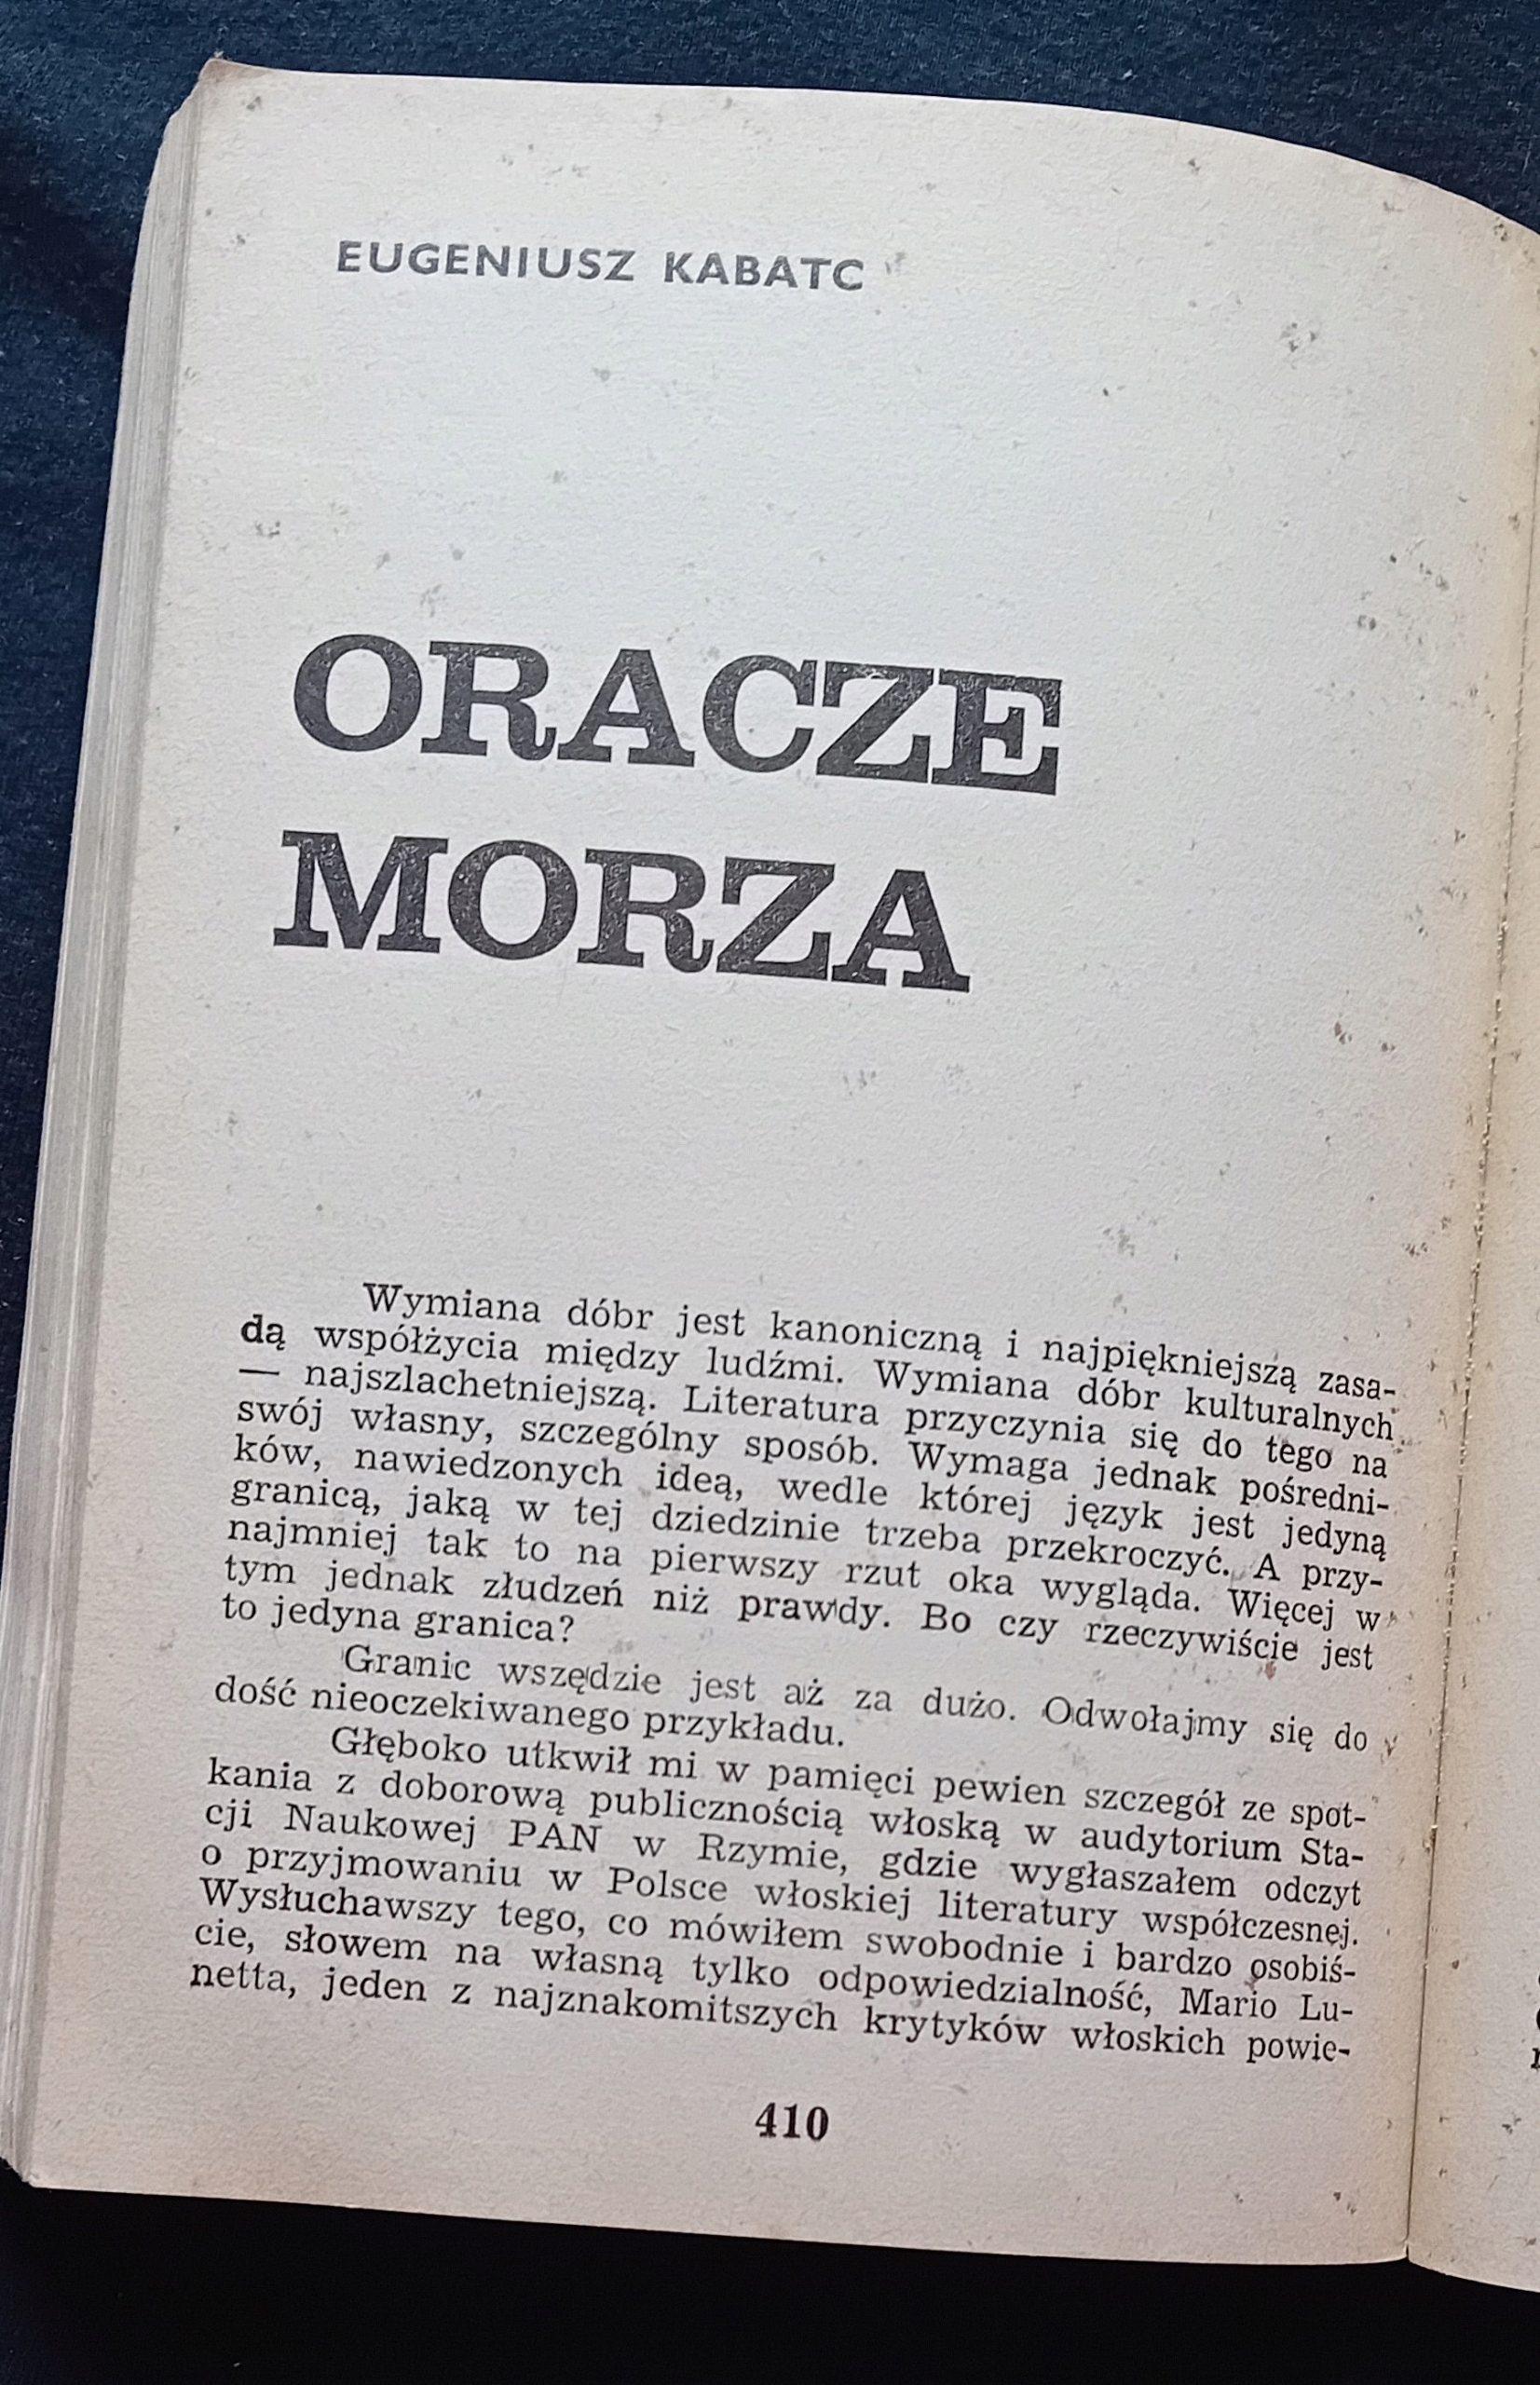 EUGENIUSZ KABATC
ORACZE
MORZA
Wymiana dóbr jest kanoniczną i najpiękniejszą zasa-
dą współżycia między ludźmi. Wymiana dóbr kulturalnych
— najszlachetniejszą. Literatura przyczynia się do tego na
swój własny, szczególny sposób. Wymaga jednak pośredni-
ków, nawiedzonych ideą, wedle której język jest jedyną
granicą, jaką w tej dziedzinie trzeba przekroczyć. A przy-
najmniej tak to na pierwszy rzut oka wygląda. Więcej w
tym jednak złudzeń niż prawdy. Bo czy rzeczywiście jest
to jedyna granica?
Granic wszędzie jest aż za dużo. Odwołajmy się do
dość nieoczekiwanego przykładu.
Głęboko utkwił mi w pamięci pewien szczegół ze spot-
kania z doborową publicznością włoską w audytorium Sta-
cji Naukowej PAN w Rzymie, gdzie wygłaszałem odczyt
o przyjmowaniu w Polsce włoskiej literatury współczesnej.
Wysłuchawszy tego, co mówiłem swobodnie i bardzo osobiś-
cie, słowem na własną tylko odpowiedzialność, Mario Lu-
netta, jeden z najznakomitszych krytyków włoskich powie-
410